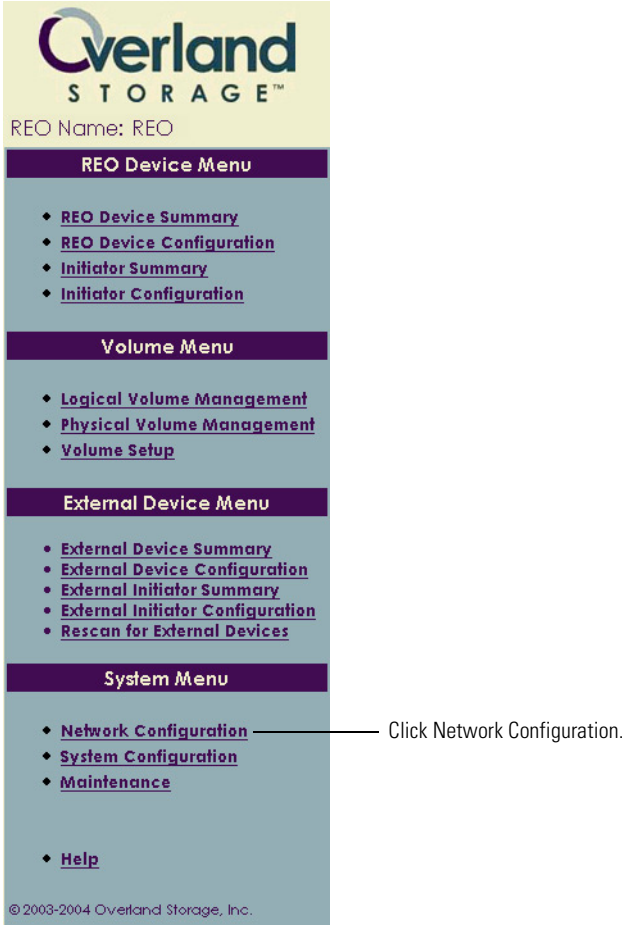 Overland
STORAGE™
REO Name: REO
REO Device Menu
REO Device Summary
REO Device Configuration
Initiator Summary
Initiator Configuration
Volume Menu
Logical Volume Management
Physical Volume Management
Volume Setup
External Device Menu
External Device Summary
External Device Configuration
External Initiator Summary
External Initiator Configuration
Rescan for External Devices
System Menu
Network Configuration
Click Network Configuration.
System Configuration
Maintenance
Help
© 2003-2004 Overland Storage, Inc.